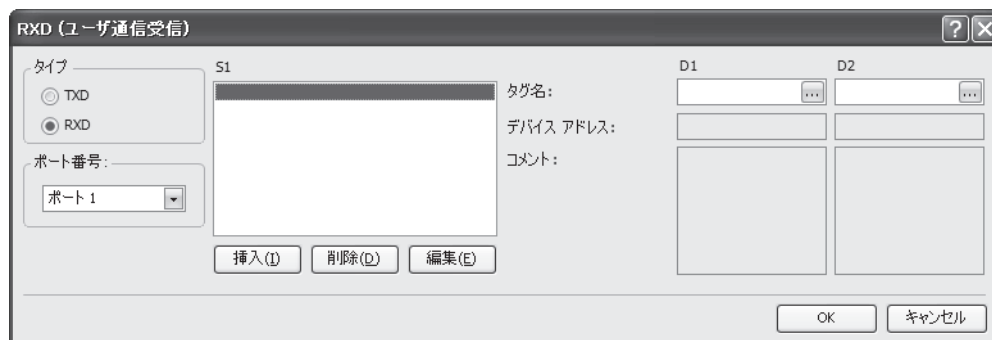 RXD (ユーザ通信受信)
タイプ
TXD
RXD
ポート番号:
ポート 1
S1
挿入(I)
削除(D)
編集(E)
D1
D2
タグ名:
...
...
デバイス アドレス:
コメント:
OK
キャンセル